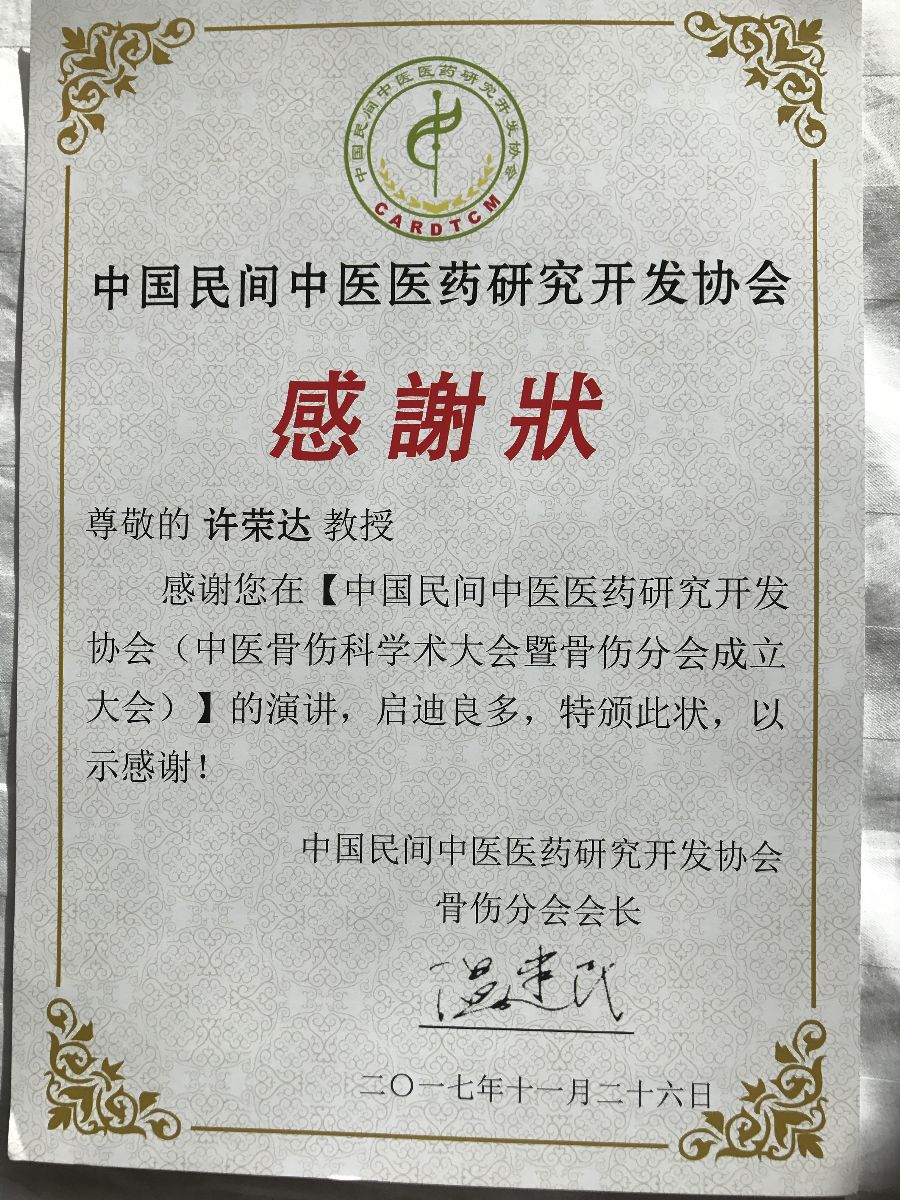 中国民间中医医药研究开发协会
CARDTCM
中国民间中医医药研究开发协会
感謝狀
尊敬的 许荣达 教授
感谢您在【中国民间中医医药研究开发
协会（中医骨伤科学术大会暨骨伤分会成立
大会）】的演讲，启迪良多，特颁此状，以
示感谢！
中国民间中医医药研究开发协会
骨伤分会会长
温建民
二〇一七年十一月二十六日